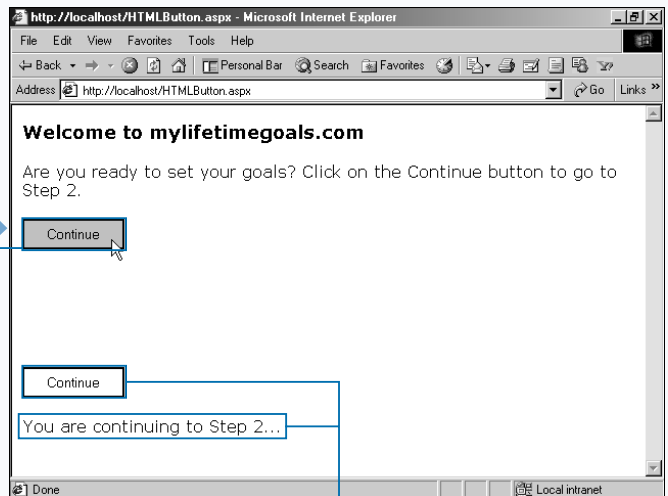 http://localhost/HTMLButton.aspx - Microsoft Internet Explorer
File Edit View Favorites Tools Help
Back Personal Bar Search Favorites
Address http://localhost/HTMLButton.aspx Go Links »
Welcome to mylifetimegoals.com
Are you ready to set your goals? Click on the Continue button to go to
Step 2.
Continue
Continue
You are continuing to Step 2...
Done Local intranet